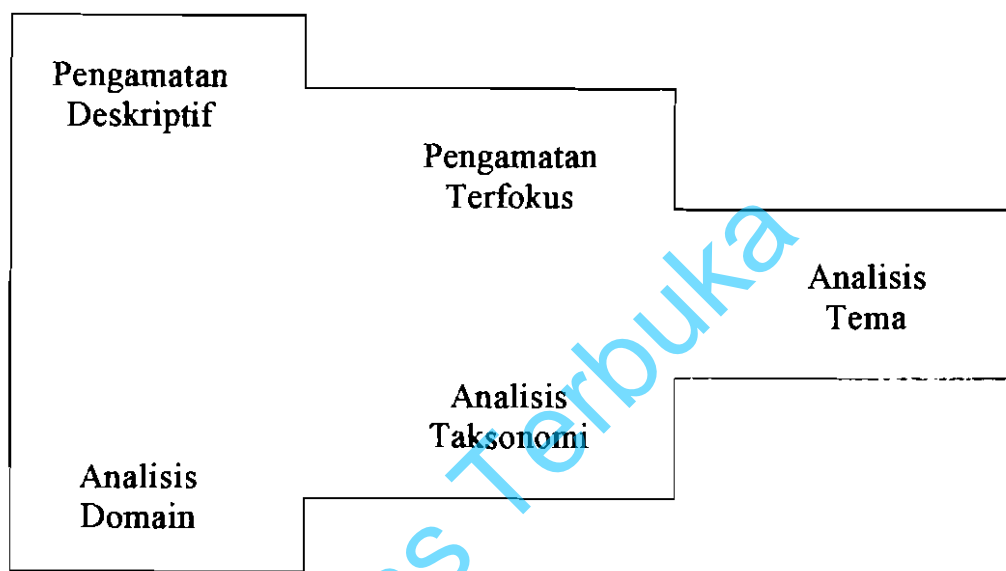 Pengamatan
Deskriptif
Pengamatan
Terfokus
Analisis
Tema
Analisis
Taksonomi
Analisis
Domain
s Terbuka